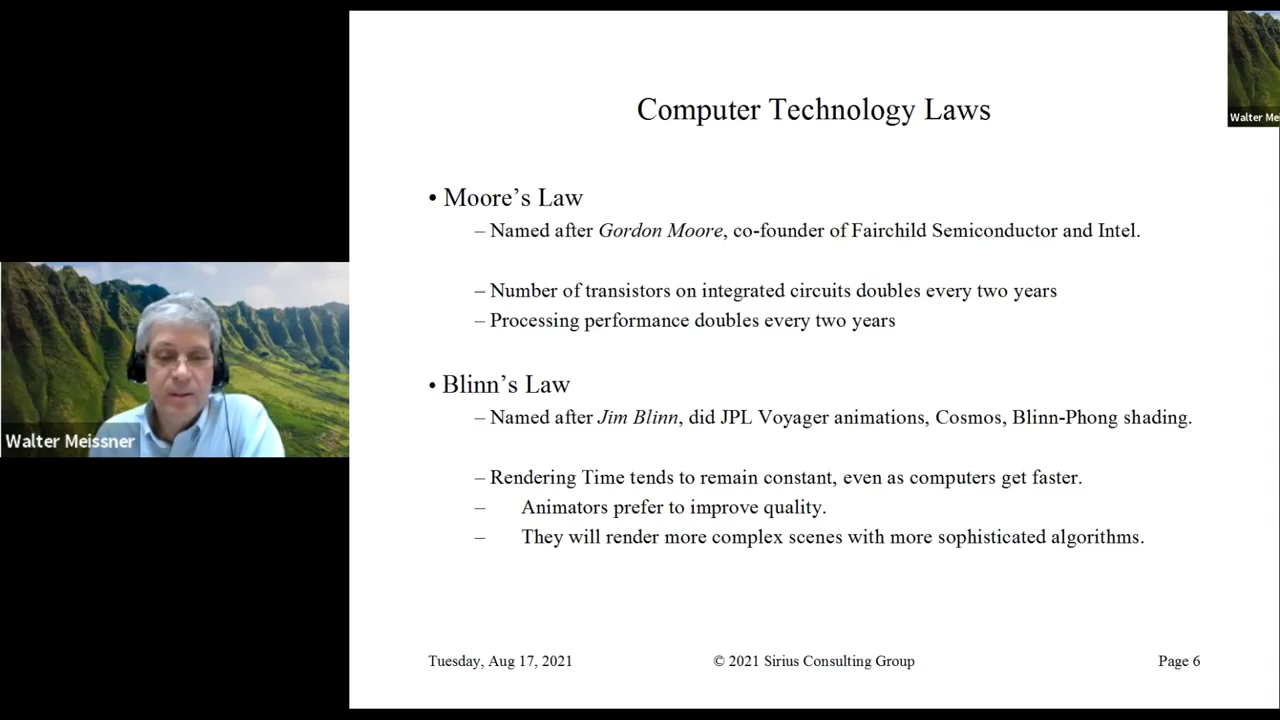 Computer Technology Laws
• Moore’s Law
– Named after Gordon Moore, co-founder of Fairchild Semiconductor and Intel.
– Number of transistors on integrated circuits doubles every two years
– Processing performance doubles every two years
• Blinn’s Law
– Named after Jim Blinn, did JPL Voyager animations, Cosmos, Blinn-Phong shading.
– Rendering Time tends to remain constant, even as computers get faster.
– Animators prefer to improve quality.
– They will render more complex scenes with more sophisticated algorithms.
Tuesday, Aug 17, 2021 © 2021 Sirius Consulting Group Page 6
Walter Meissner
Walter Mei